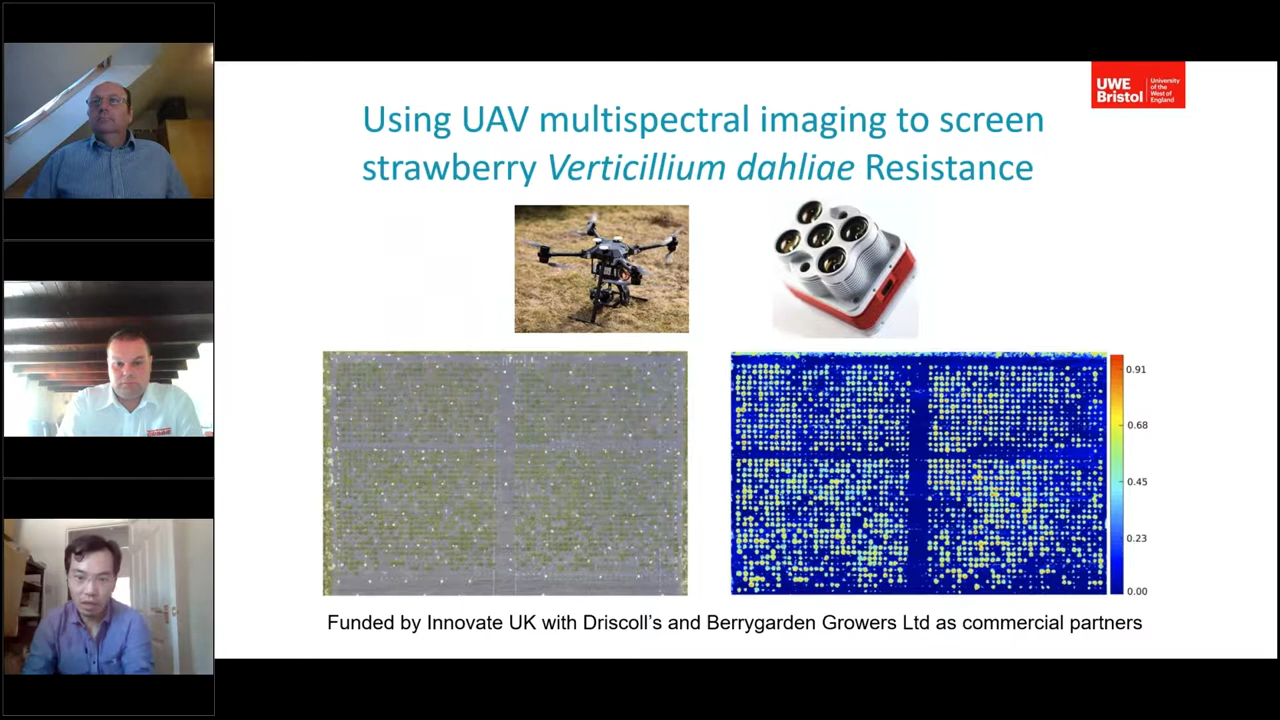 UWE
Bristol
University
of the
West of
England
Using UAV multispectral imaging to screen
strawberry Verticillium dahliae Resistance
0.91
0.68
0.45
0.23
0.00
Funded by Innovate UK with Driscoll's and Berrygarden Growers Ltd as commercial partners